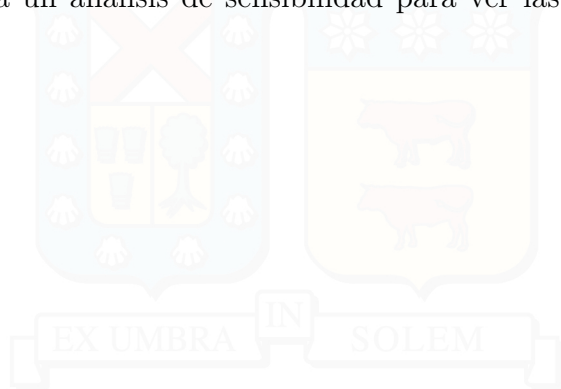 a un análisis de sensibilidad para ver las
IN
EX UMBRA SOLEM